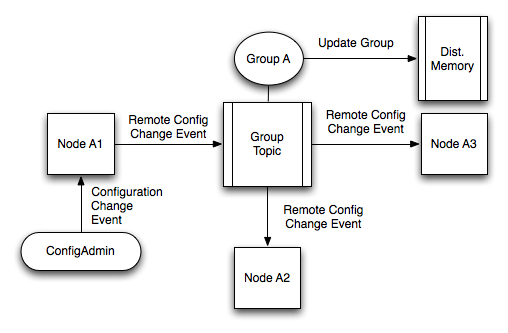 Update Group
Group A
Dist.
Memory
Remote Config
Change Event
Remote Config
Change Event
Node A1
Group
Topic
Node A3
Configuration
Change
Event
Remote Config
Change Event
ConfigAdmin
Node A2